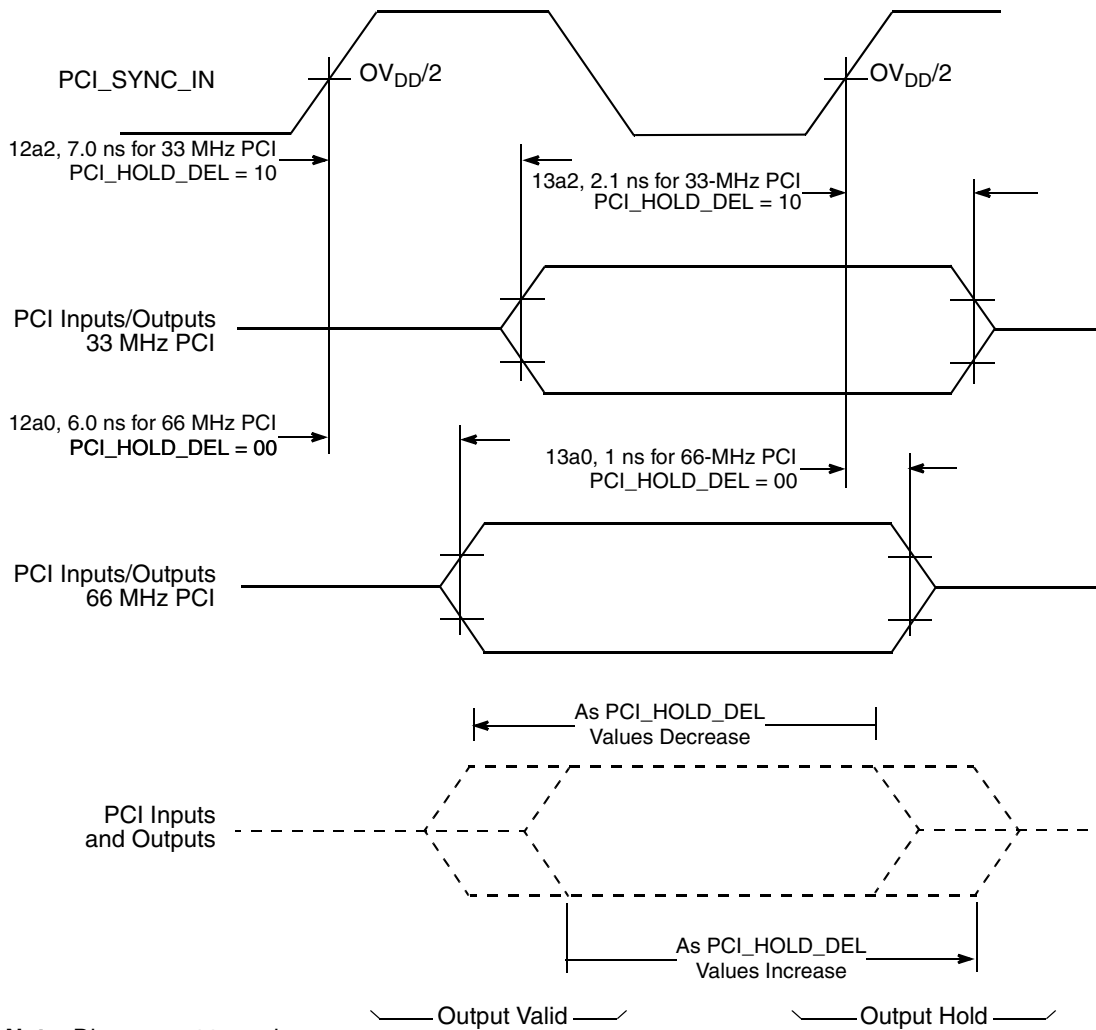 PCI_SYNC_IN
OV_DD/2
OV_DD/2
12a2, 7.0 ns for 33 MHz PCI
PCI_HOLD_DEL = 10
13a2, 2.1 ns for 33-MHz PCI
PCI_HOLD_DEL = 10
PCI Inputs/Outputs
33 MHz PCI
12a0, 6.0 ns for 66 MHz PCI
PCI_HOLD_DEL = 00
13a0, 1 ns for 66-MHz PCI
PCI_HOLD_DEL = 00
PCI Inputs/Outputs
66 MHz PCI
As PCI_HOLD_DEL
Values Decrease
PCI Inputs
and Outputs
As PCI_HOLD_DEL
Values Increase
Output Valid
Output Hold